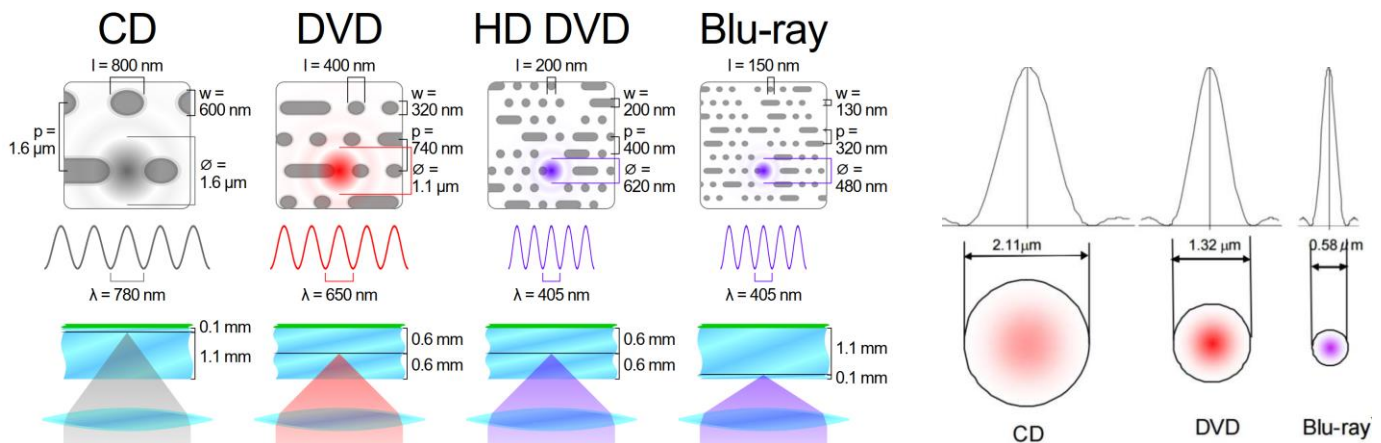 CD
l = 800 nm
w =
600 nm
p =
1.6 µm
Ø =
1.6 µm
λ = 780 nm
0.1 mm
1.1 mm
DVD
l = 400 nm
w =
320 nm
p =
740 nm
Ø =
1.1 µm
λ = 650 nm
0.6 mm
0.6 mm
HD DVD
l = 200 nm
w =
200 nm
p =
400 nm
Ø =
620 nm
λ = 405 nm
0.6 mm
0.6 mm
Blu-ray
l = 150 nm
w =
130 nm
p =
320 nm
Ø =
480 nm
λ = 405 nm
1.1 mm
0.1 mm
2.11µm
CD
1.32 µm
DVD
0.58 µm
Blu-ray